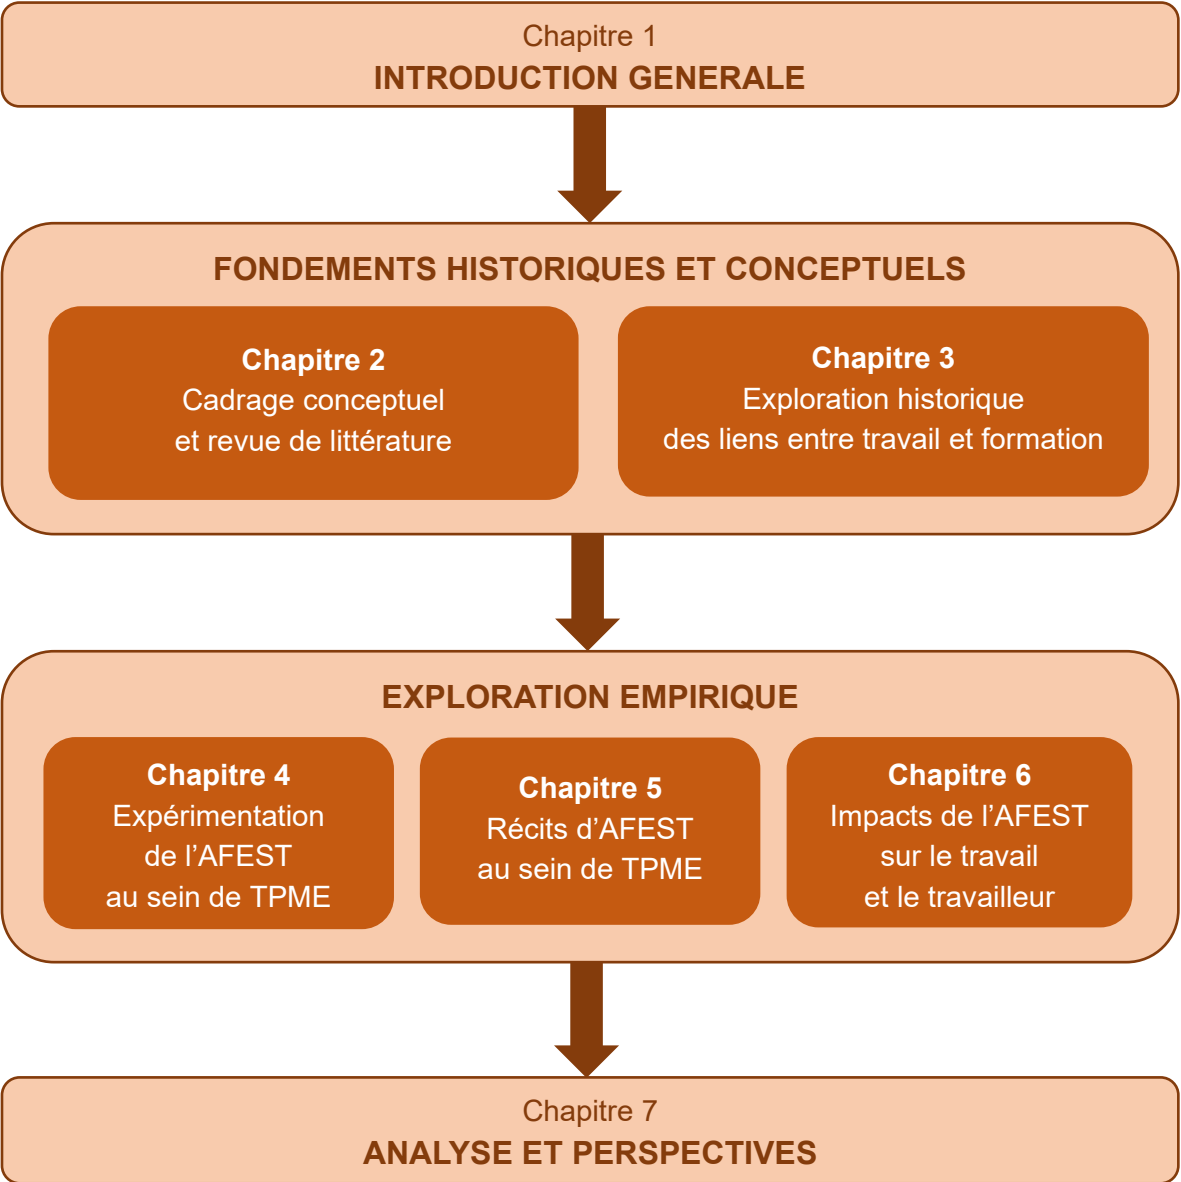 Chapitre 1
INTRODUCTION GENERALE
FONDEMENTS HISTORIQUES ET CONCEPTUELS
Chapitre 2
Cadrage conceptuel
et revue de littérature
Chapitre 3
Exploration historique
des liens entre travail et formation
EXPLORATION EMPIRIQUE
Chapitre 4
Expérimentation
de l’AFEST
au sein de TPME
Chapitre 5
Récits d’AFEST
au sein de TPME
Chapitre 6
Impacts de l’AFEST
sur le travail
et le travailleur
Chapitre 7
ANALYSE ET PERSPECTIVES